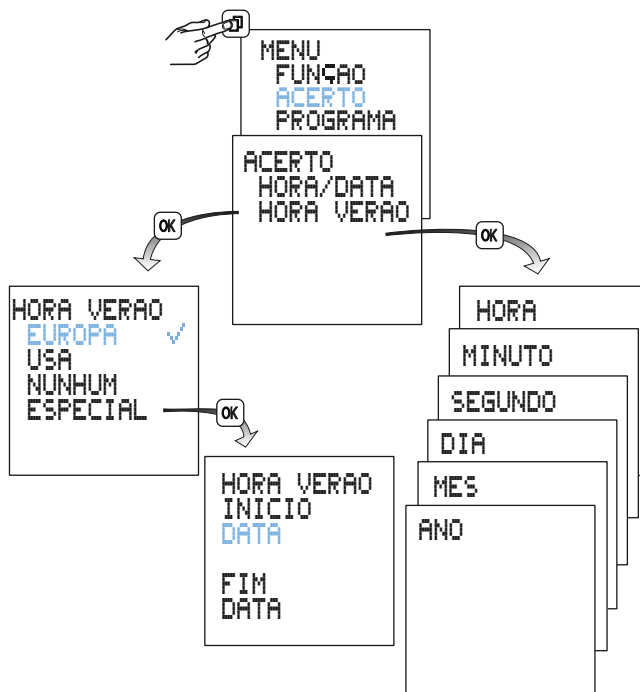 MENU
FUNÇAO
ACERTO
PROGRAMA
ACERTO
HORA/DATA
HORA VERAO
OK
OK
HORA VERAO
EUROPA ✓
USA
NUNHUM
ESPECIAL
OK
HORA VERAO
INICIO
DATA
FIM
DATA
HORA
MINUTO
SEGUNDO
DIA
MES
ANO